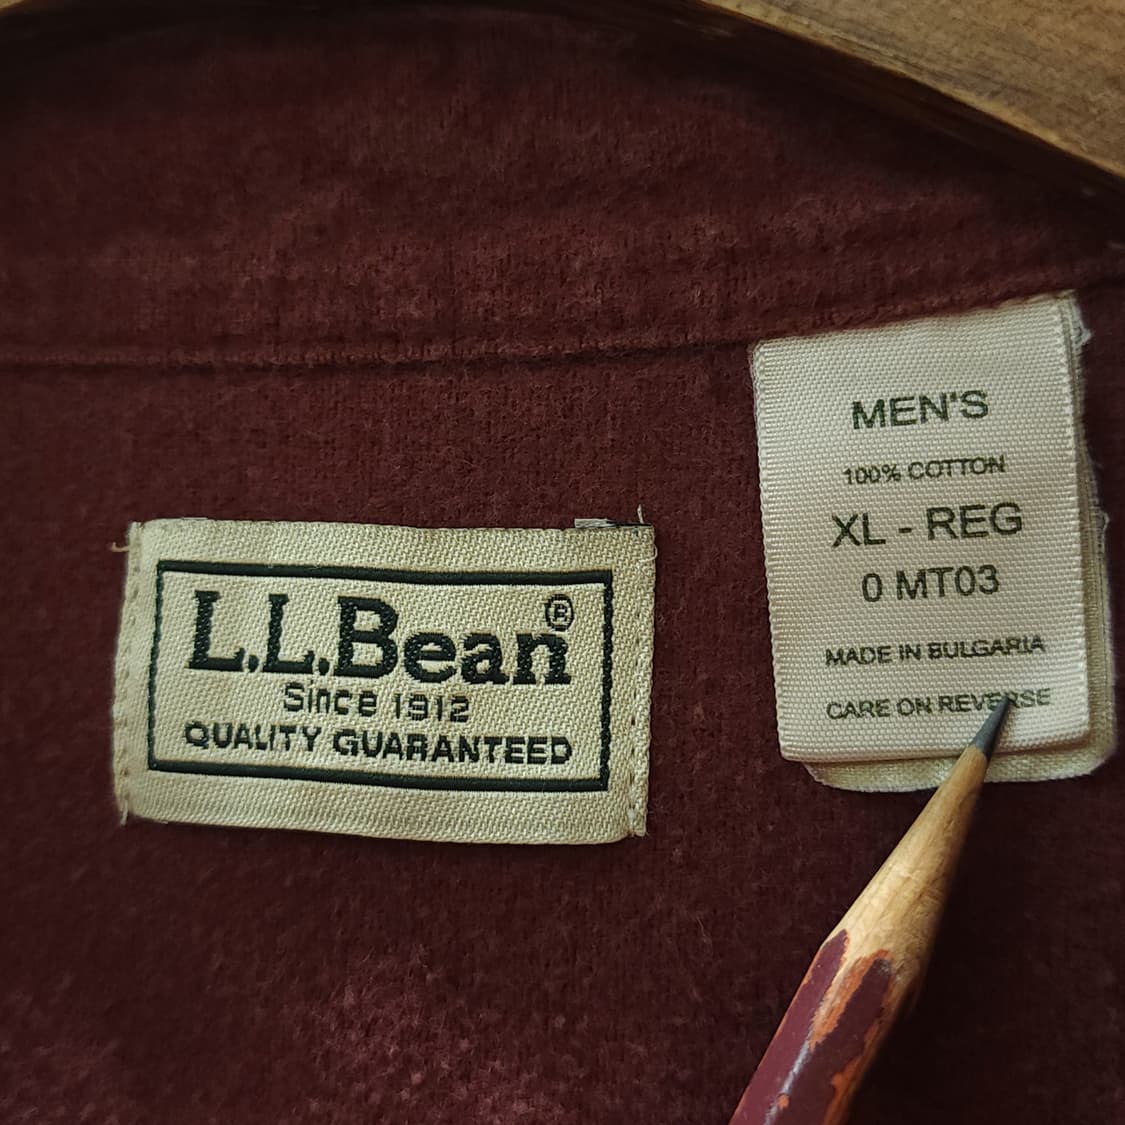 L.L.Bean®
Since 1912
QUALITY GUARANTEED
MEN'S
100% COTTON
XL - REG
0 MT03
MADE IN BULGARIA
CARE ON REVERSE